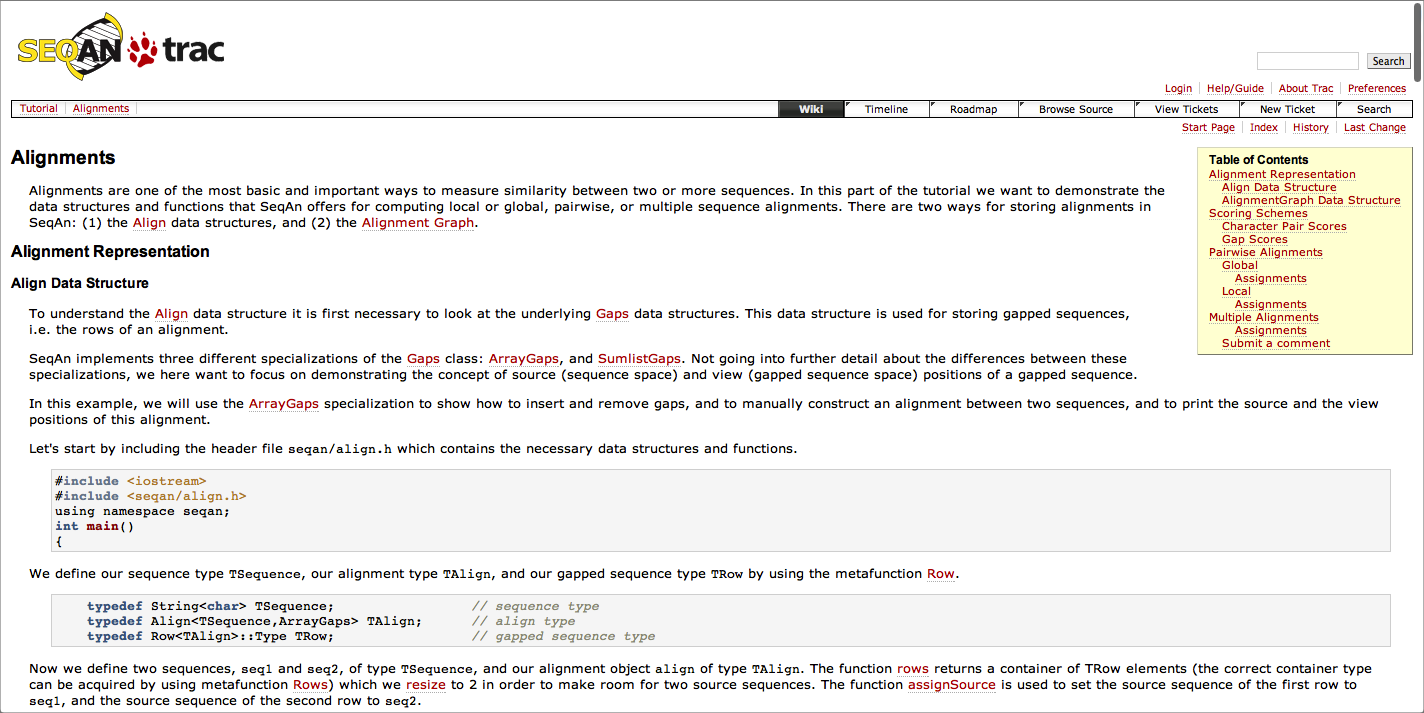 SEQAN trac
Search
Login Help/Guide About Trac Preferences
Tutorial Alignments Wiki Timeline Roadmap Browse Source View Tickets New Ticket Search
Start Page Index History Last Change
Alignments
Alignments are one of the most basic and important ways to measure similarity between two or more sequences. In this part of the tutorial we want to demonstrate the
data structures and functions that SeqAn offers for computing local or global, pairwise, or multiple sequence alignments. There are two ways for storing alignments in
SeqAn: (1) the Align data structures, and (2) the Alignment Graph.
Table of Contents
Alignment Representation
Align Data Structure
AlignmentGraph Data Structure
Scoring Schemes
Character Pair Scores
Gap Scores
Pairwise Alignments
Global
Assignments
Local
Assignments
Multiple Alignments
Assignments
Submit a comment
Alignment Representation
Align Data Structure
To understand the Align data structure it is first necessary to look at the underlying Gaps data structures. This data structure is used for storing gapped sequences,
i.e. the rows of an alignment.
SeqAn implements three different specializations of the Gaps class: ArrayGaps, and SumlistGaps. Not going into further detail about the differences between these
specializations, we here want to focus on demonstrating the concept of source (sequence space) and view (gapped sequence space) positions of a gapped sequence.
In this example, we will use the ArrayGaps specialization to show how to insert and remove gaps, and to manually construct an alignment between two sequences, and to print the source and the view
positions of this alignment.
Let's start by including the header file seqan/align.h which contains the necessary data structures and functions.
#include <iostream>
#include <seqan/align.h>
using namespace seqan;
int main()
{
We define our sequence type TSequence, our alignment type TAlign, and our gapped sequence type TRow by using the metafunction Row.
typedef String<char> TSequence; // sequence type
typedef Align<TSequence,ArrayGaps> TAlign; // align type
typedef Row<TAlign>::Type TRow; // gapped sequence type
Now we define two sequences, seq1 and seq2, of type TSequence, and our alignment object align of type TAlign. The function rows returns a container of TRow elements (the correct container type
can be acquired by using metafunction Rows) which we resize to 2 in order to make room for two source sequences. The function assignSource is used to set the source sequence of the first row to
seq1, and the source sequence of the second row to seq2.